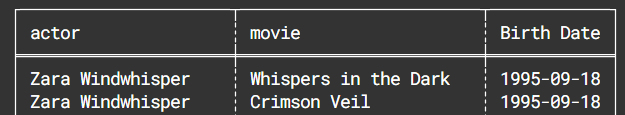 actor movie Birth Date
Zara Windwhisper Whispers in the Dark 1995-09-18
Zara Windwhisper Crimson Veil 1995-09-18